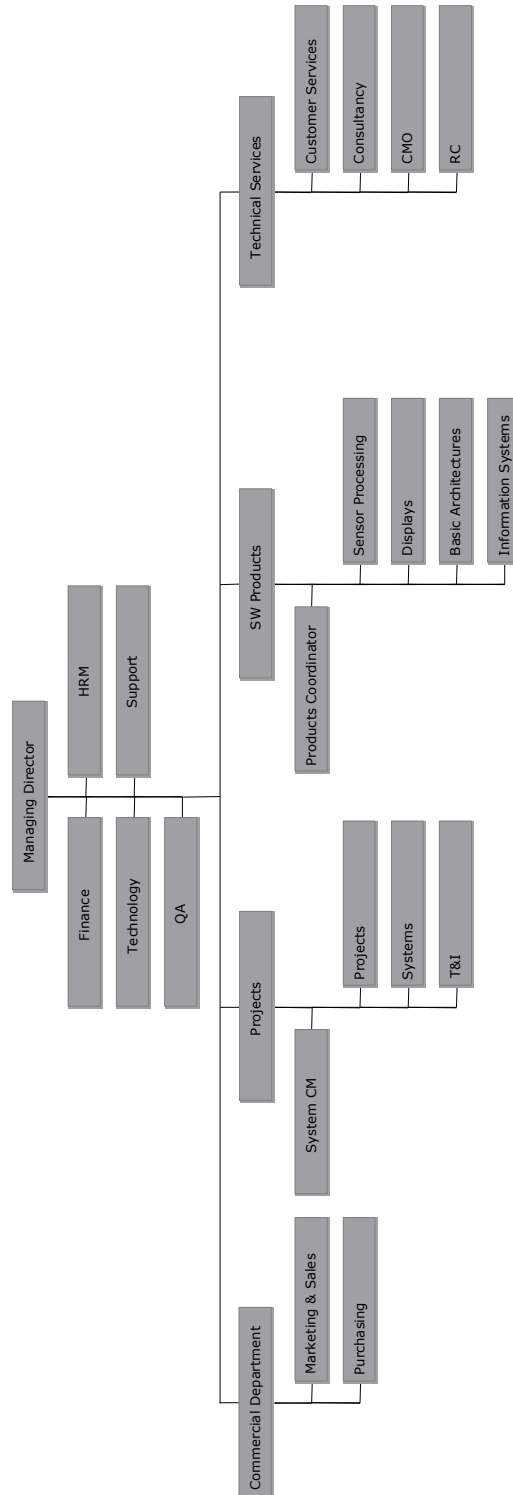 Managing Director
Finance
HRM
Technology
Support
QA
Commercial Department
Marketing & Sales
Purchasing
Projects
System CM
Projects
Systems
T&I
SW Products
Products Coordinator
Sensor Processing
Displays
Basic Architectures
Information Systems
Technical Services
Customer Services
Consultancy
CMO
RC